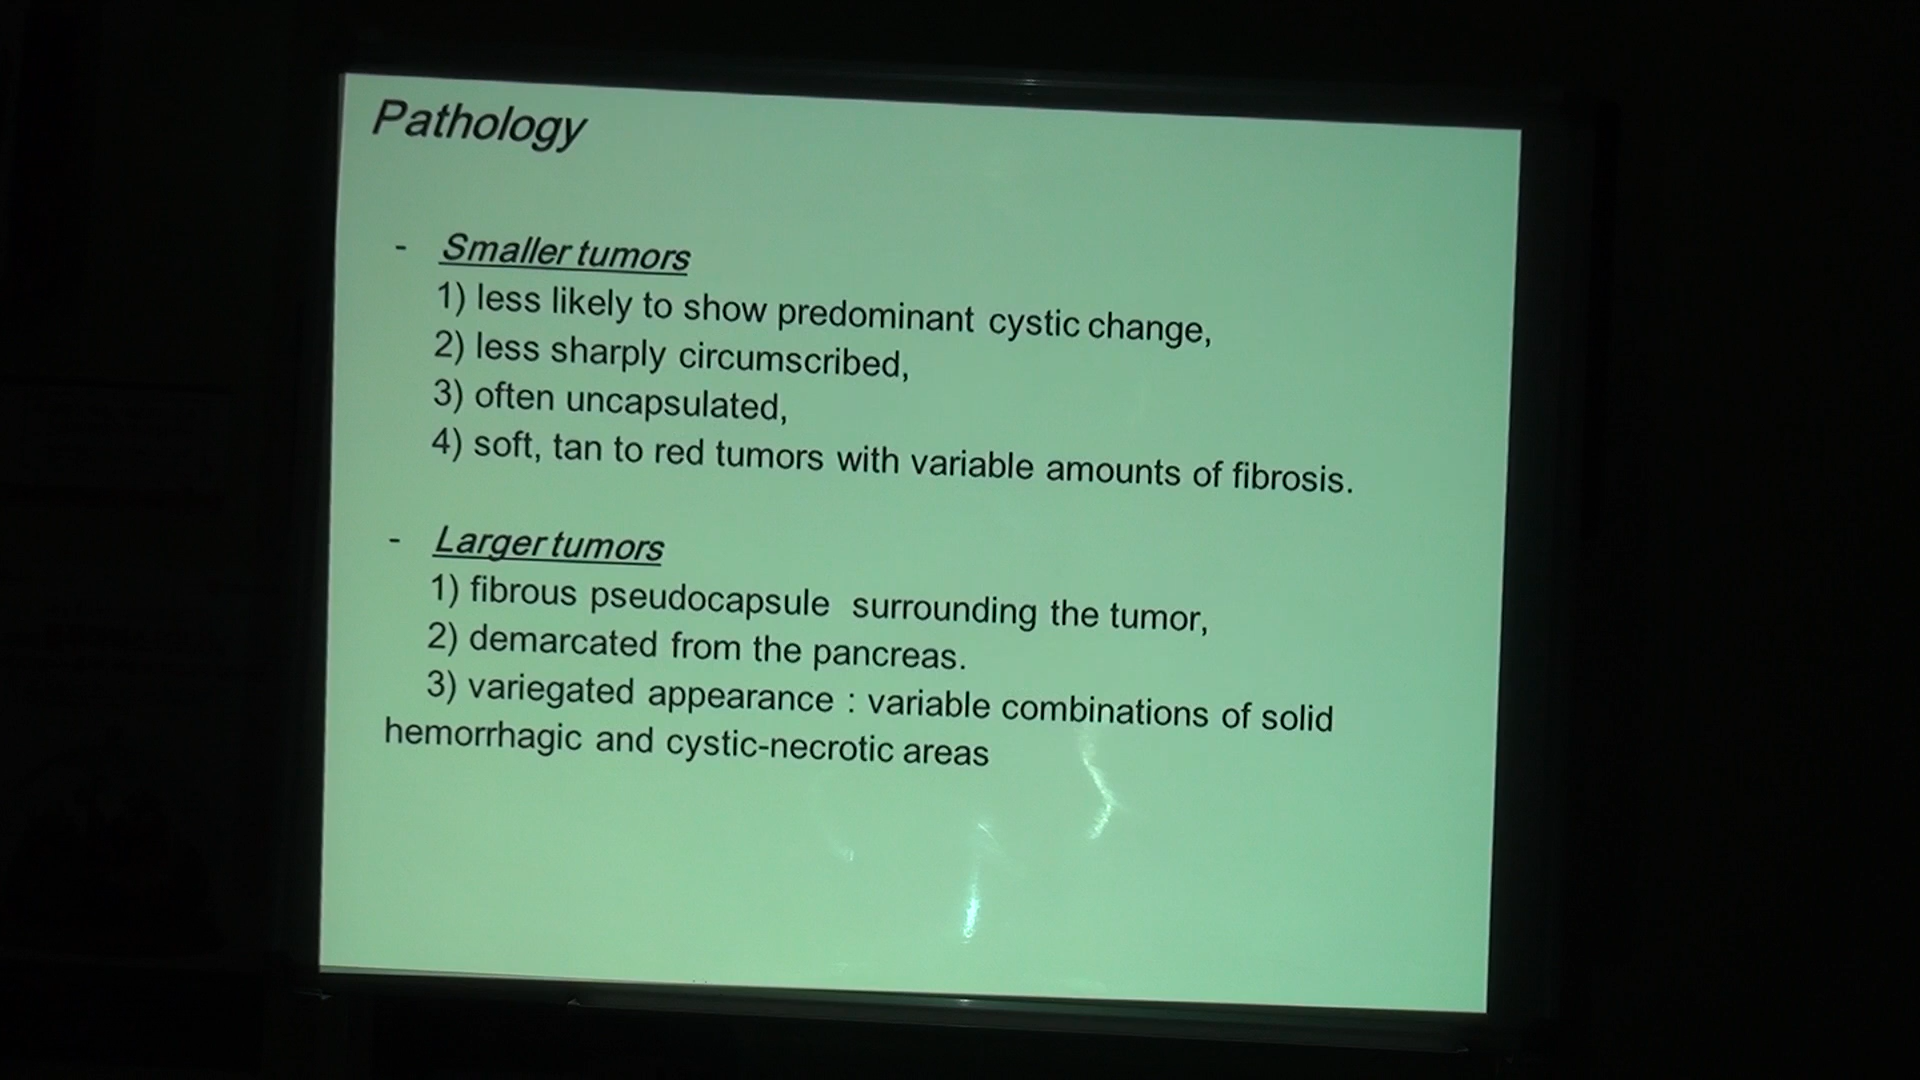 Pathology
- Smaller tumors
1) less likely to show predominant cystic change,
2) less sharply circumscribed,
3) often uncapsulated,
4) soft, tan to red tumors with variable amounts of fibrosis.
- Larger tumors
1) fibrous pseudocapsule surrounding the tumor,
2) demarcated from the pancreas.
3) variegated appearance : variable combinations of solid
hemorrhagic and cystic-necrotic areas